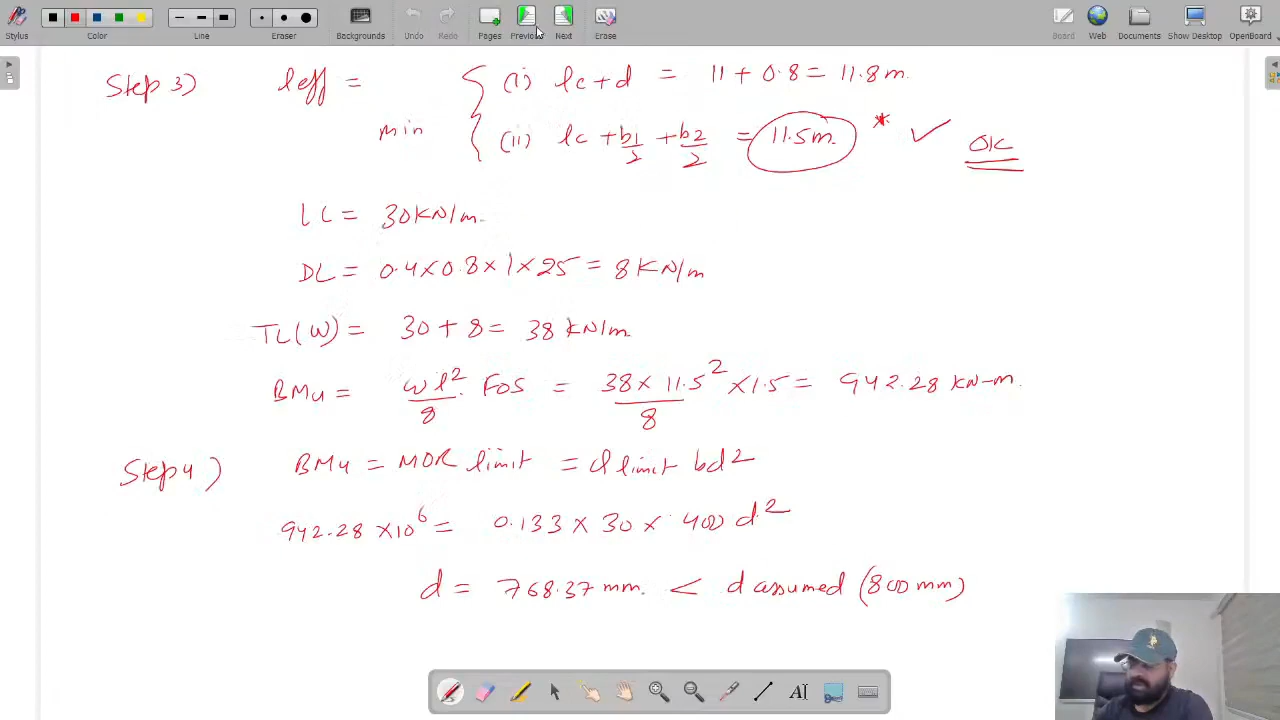 Stylus Color Line Eraser Backgrounds Undo Redo Pages Previous Next Erase Board Web Documents Show Desktop OpenBoard
Step 3) leff = min { (i) lc + d = 11 + 0.8 = 11.8m.
(ii) lc + b1/2 + b2/2 = 11.5m. * ✓ OK
LL = 30KN/m.
DL = 0.4 × 0.8 × 1 × 25 = 8 KN/m
TL(W) = 30 + 8 = 38 KN/m.
BMu = wl²/8 . FOS = 38 × 11.5²/8 × 1.5 = 942.28 KN-m.
Step 4) BMu = MOR limit = Q limit bd²
942.28 × 10⁶ = 0.133 × 30 × 400 d²
d = 768.37 mm. < d assumed (800 mm)